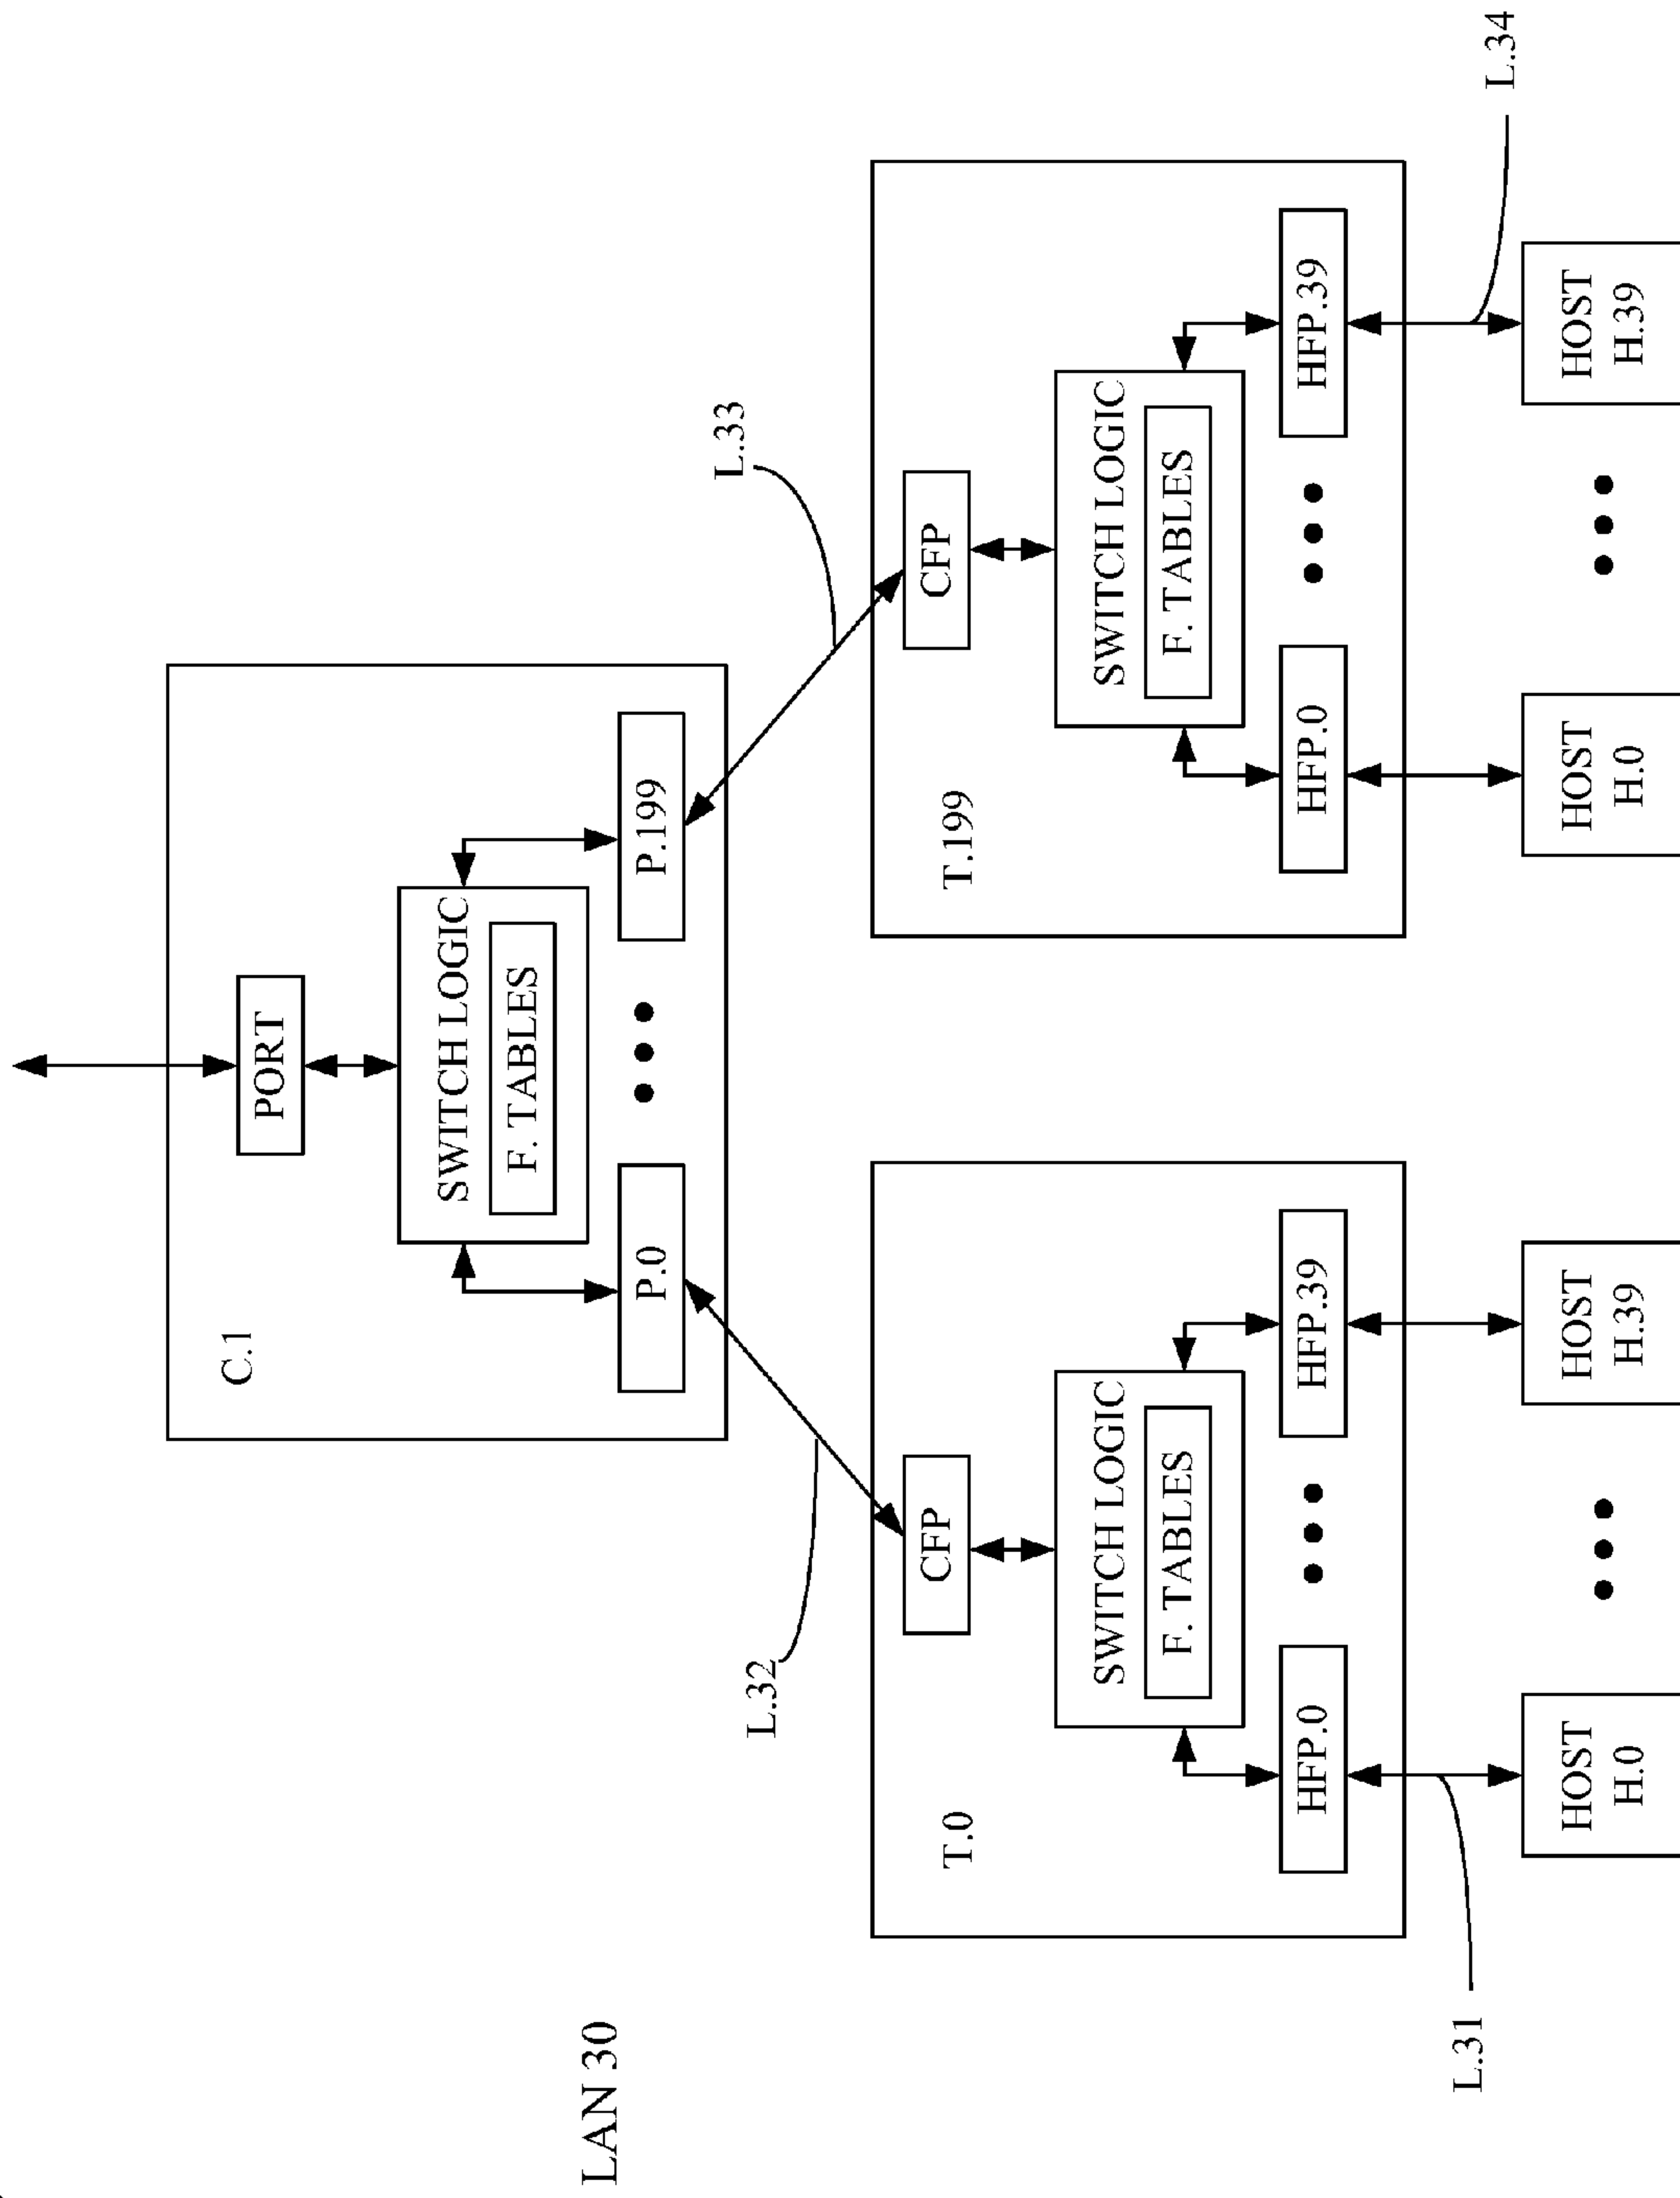 LAN 30
C.1
PORT
SWITCH LOGIC
F. TABLES
P.0
P.199
L.32
L.33
T.0
CFP
SWITCH LOGIC
F. TABLES
HFP.0
HFP.39
T.199
CFP
SWITCH LOGIC
F. TABLES
HFP.0
HFP.39
L.31
L.34
HOST
H.0
HOST
H.39
HOST
H.0
HOST
H.39